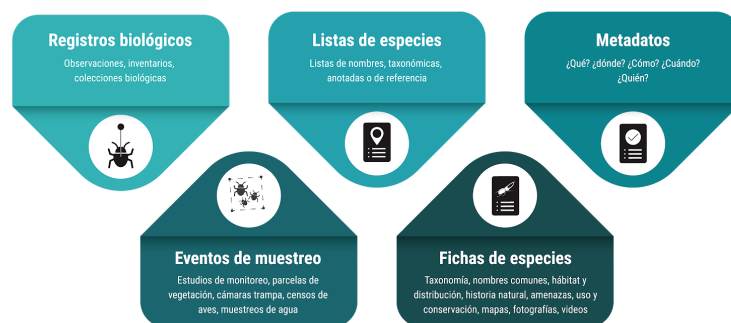 Registros biológicos
Observaciones, inventarios,
colecciones biológicas
Listas de especies
Listas de nombres, taxonómicas,
anotadas o de referencia
Metadatos
¿Qué? ¿dónde? ¿Cómo? ¿Cuándo?
¿Quién?
Eventos de muestreo
Estudios de monitoreo, parcelas de
vegetación, cámaras trampa, censos de
aves, muestreos de agua
Fichas de especies
Taxonomía, nombres comunes, hábitat y
distribución, historia natural, amenazas, uso y
conservación, mapas, fotografías, videos